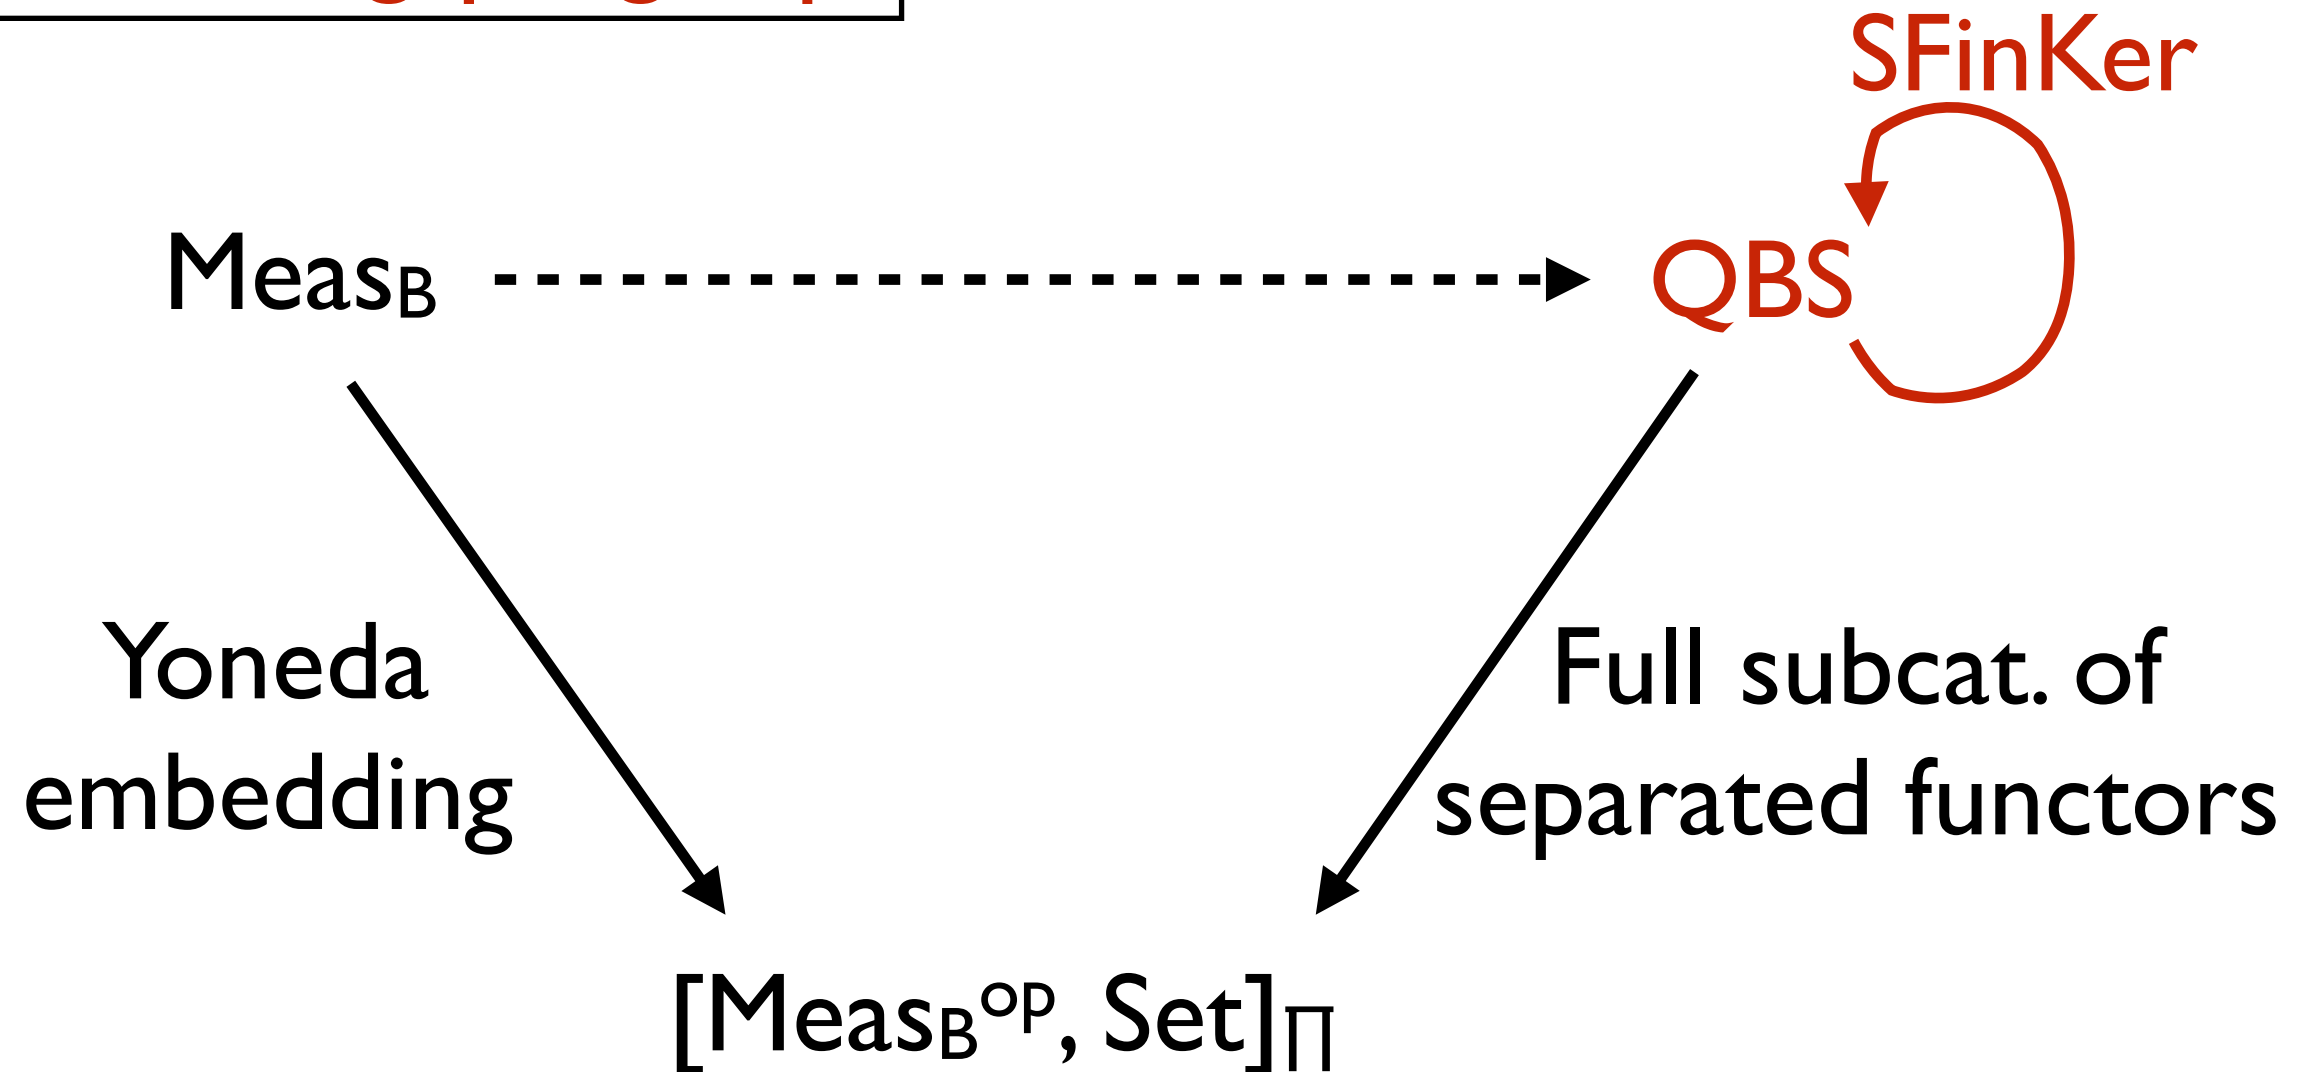 SFinKer
Meas_B
QBS
Yoneda
embedding
Full subcat. of
separated functors
[Meas_B^op, Set]_Π